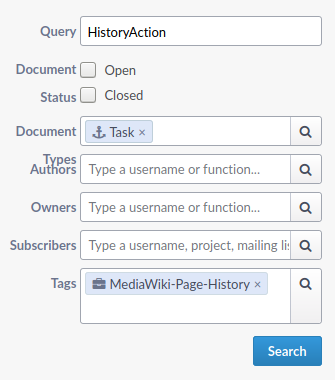 Query HistoryAction
Document Open
Status Closed
Document Task ×
Types
Authors Type a username or function...
Owners Type a username or function...
Subscribers Type a username, project, mailing lis
Tags MediaWiki-Page-History ×
Search